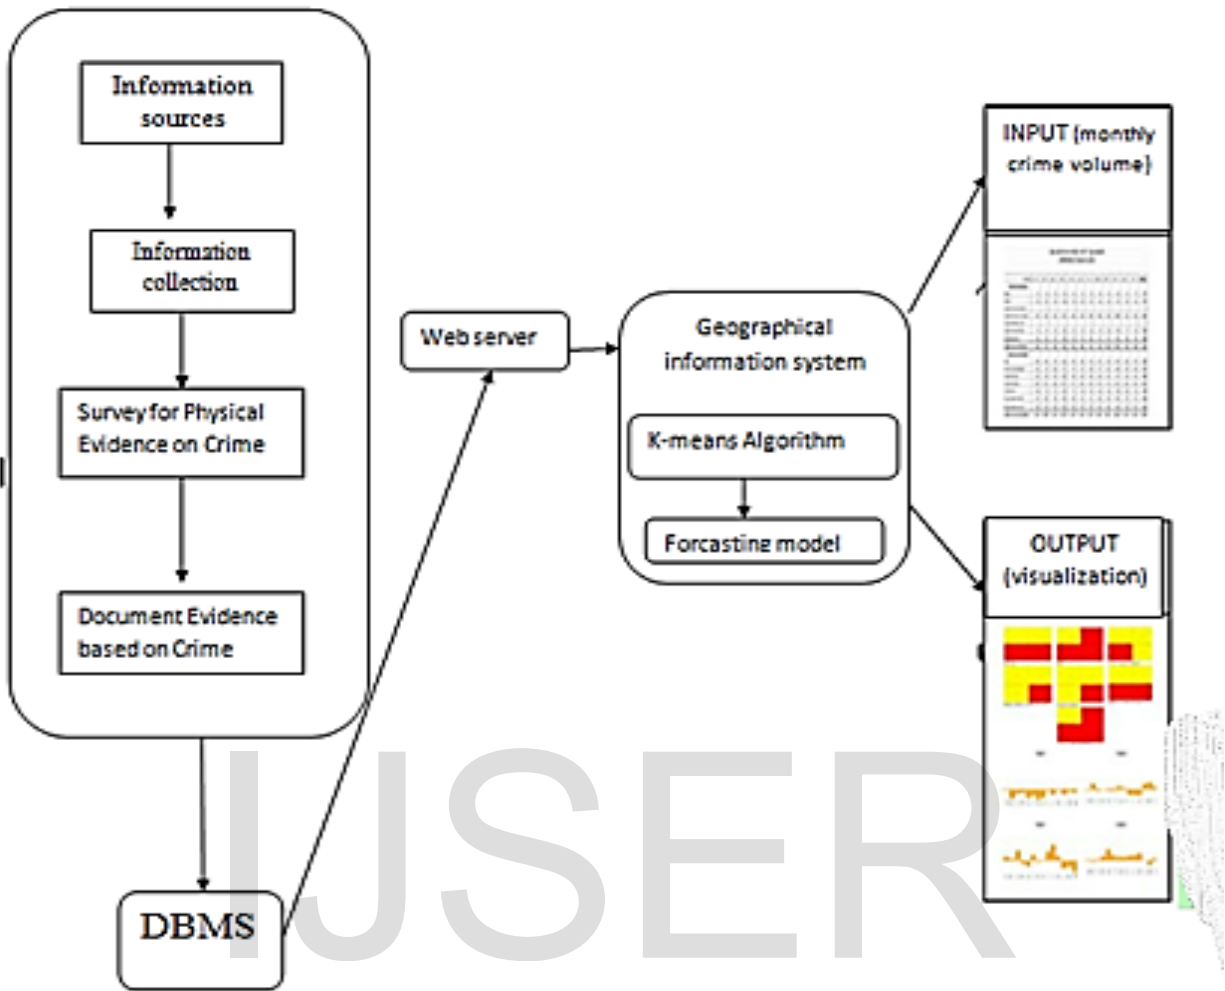 Information
sources
Information
collection
Survey for Physical
Evidence on Crime
Document Evidence
based on Crime
DBMS
Web server
Geographical
information system
K-means Algorithm
Forcasting model
INPUT (monthly
crime volume)
OUTPUT
(visualization)
IJSER